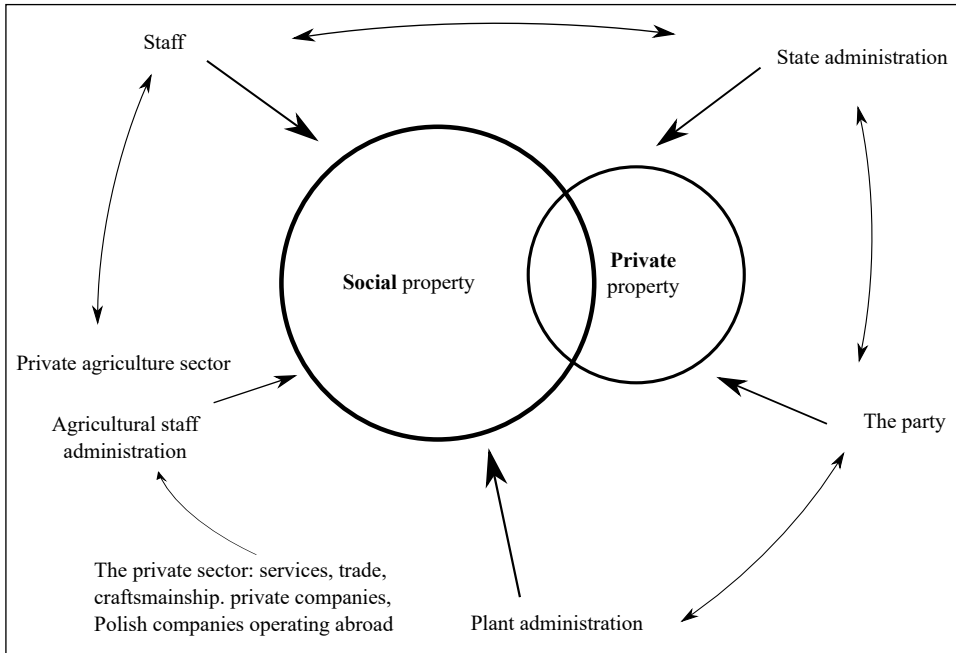 Staff
State administration
Social property
Private
property
Private agriculture sector
Agricultural staff
administration
The party
The private sector: services, trade,
craftsmainship. private companies,
Polish companies operating abroad
Plant administration